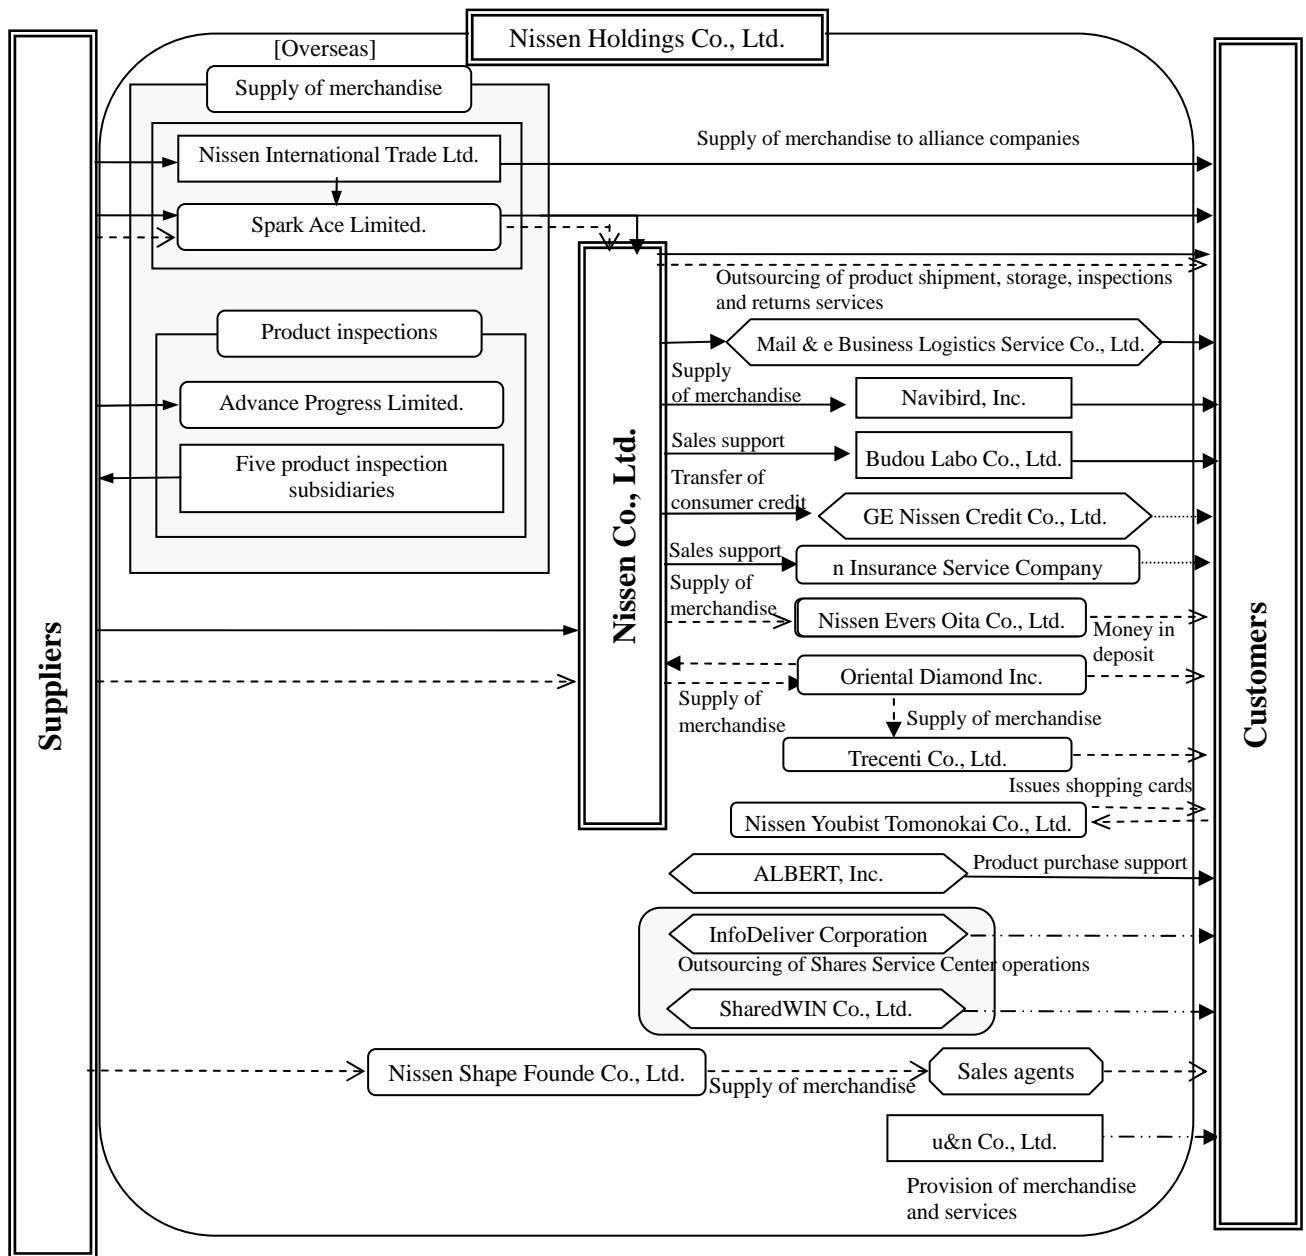 Nissen Holdings Co., Ltd.
[Overseas]
Supply of merchandise
Nissen International Trade Ltd.
Supply of merchandise to alliance companies
Spark Ace Limited.
Outsourcing of product shipment, storage, inspections
and returns services
Product inspections
Mail & e Business Logistics Service Co., Ltd.
Supply
of merchandise
Advance Progress Limited.
Navibird, Inc.
Five product inspection
subsidiaries
Sales support
Budou Labo Co., Ltd.
Transfer of
consumer credit
GE Nissen Credit Co., Ltd.
Sales support
n Insurance Service Company
Supply of
merchandise
Nissen Evers Oita Co., Ltd.
Money in
deposit
Oriental Diamond Inc.
Supply of
merchandise
Supply of merchandise
Trecenti Co., Ltd.
Issues shopping cards
Nissen Youbist Tomonokai Co., Ltd.
ALBERT, Inc.
Product purchase support
InfoDeliver Corporation
Outsourcing of Shares Service Center operations
SharedWIN Co., Ltd.
Nissen Shape Founde Co., Ltd.
Supply of merchandise
Sales agents
u&n Co., Ltd.
Provision of merchandise
and services
Suppliers
Nissen Co., Ltd.
Customers